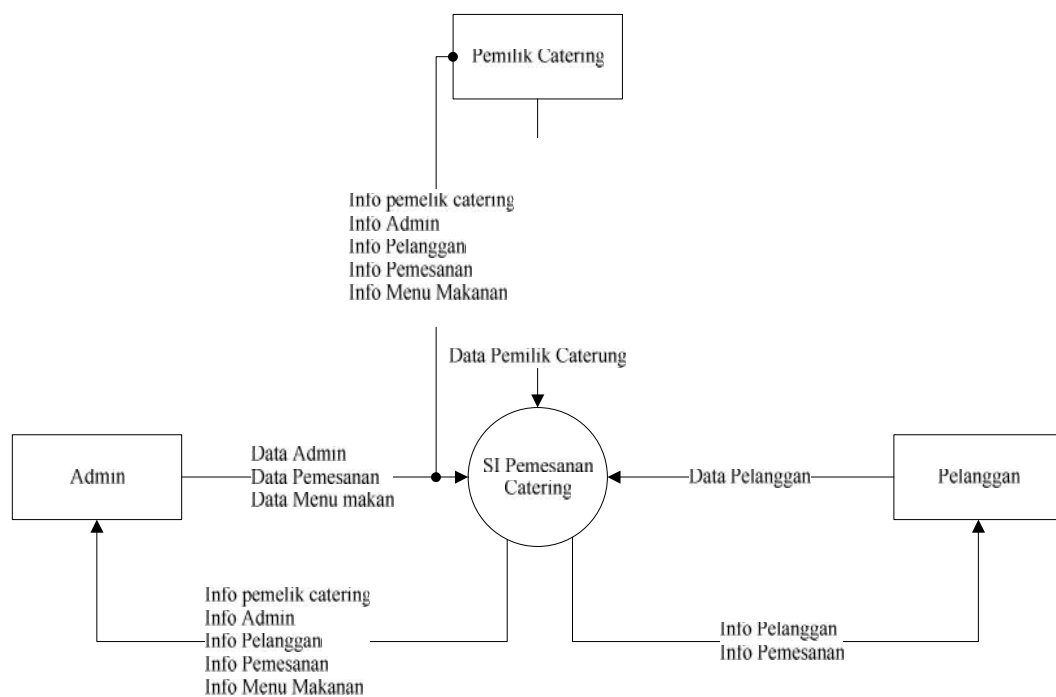 Pemilik Catering
Info pemelik catering
Info Admin
Info Pelanggan
Info Pemesanan
Info Menu Makanan
Data Pemilik Caterung
Admin
Data Admin
Data Pemesanan
Data Menu makan
SI Pemesanan
Catering
Data Pelanggan
Pelanggan
Info pemelik catering
Info Admin
Info Pelanggan
Info Pemesanan
Info Menu Makanan
Info Pelanggan
Info Pemesanan